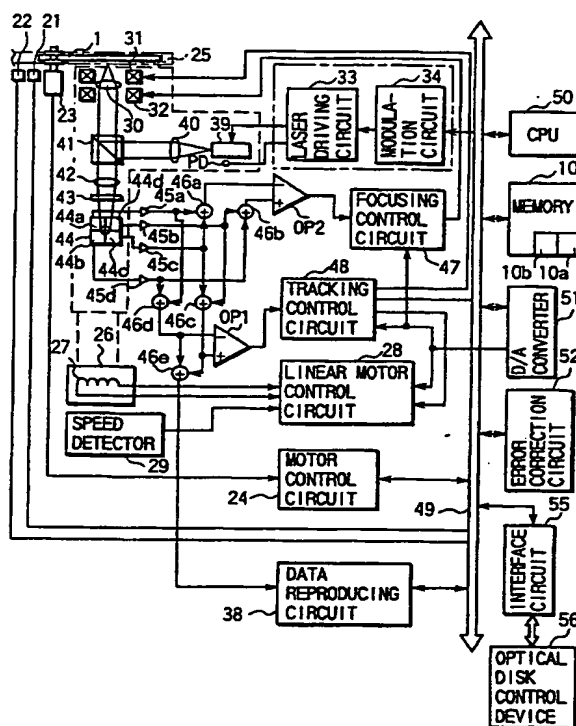 22 21 1 25 31
23 32
30
33 34
LASER DRIVING CIRCUIT
MODULATION CIRCUIT
50
CPU
41 40 39
PD
42
43
44d 46a
45a
44a
44
44b 44c
45b
45c
45d
46b
OP2
FOCUSING CONTROL CIRCUIT
47
10
MEMORY
10b 10a
46d 46c
OP1
48
TRACKING CONTROL CIRCUIT
51
D/A CONVERTER
27 26
46e
28
LINEAR MOTOR CONTROL CIRCUIT
52
ERROR CORRECTION CIRCUIT
SPEED DETECTOR
29
MOTOR CONTROL CIRCUIT
24
49
55
INTERFACE CIRCUIT
DATA REPRODUCING CIRCUIT
38
56
OPTICAL DISK CONTROL DEVICE